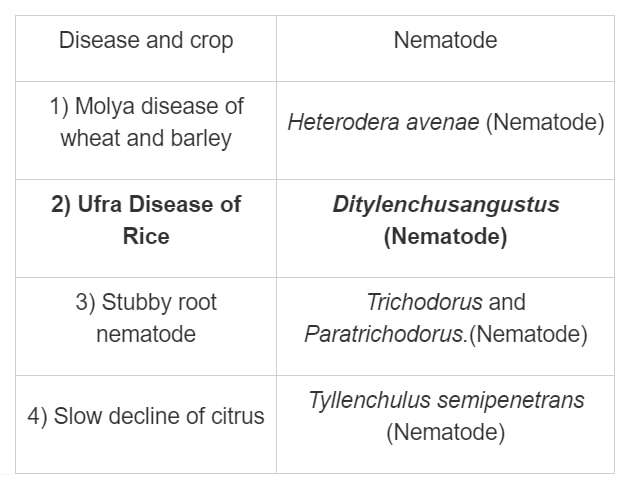 Disease and crop
Nematode
1) Molya disease of
wheat and barley
Heterodera avenae (Nematode)
2) Ufra Disease of
Rice
Ditylenchusangustus
(Nematode)
3) Stubby root
nematode
Trichodorus and
Paratrichodorus.(Nematode)
4) Slow decline of citrus
Tyllenchulus semipenetrans
(Nematode)